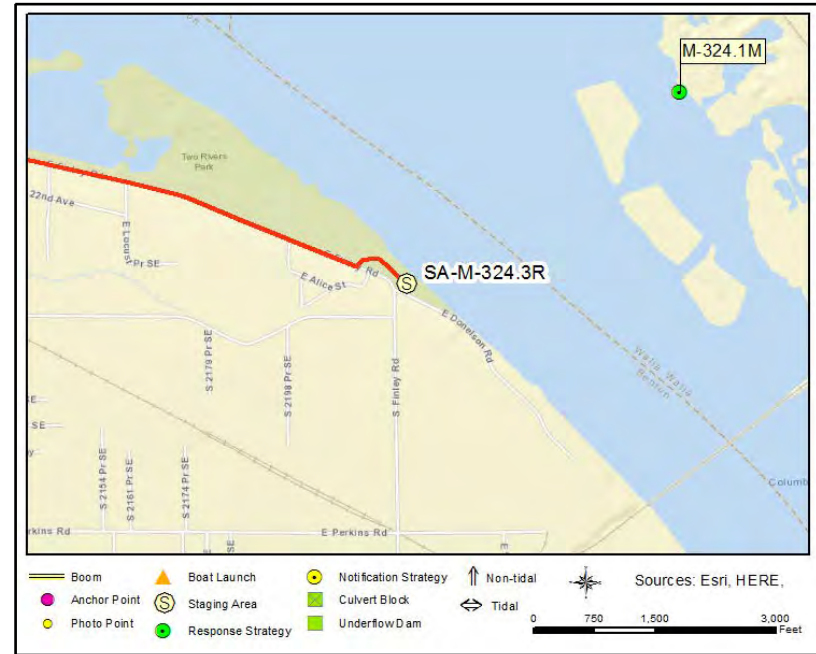 M-324.1M
Two Rivers
Park
22nd Ave
E Locust
Pr SE
E Alice St
Rd
SA-M-324.3R
E Donelson Rd
S 2179 Pr SE
S 2198 Pr SE
S Finley Rd
Walla Walla
Benton
SE
S 2154 Pr SE
S 2161 Pr SE
S 2174 Pr SE
Columb
rkins Rd
E Perkins Rd
Boom
Anchor Point
Photo Point
Boat Launch
Staging Area
Response Strategy
Notification Strategy
Culvert Block
Underflow Dam
Non-tidal
Tidal
Sources: Esri, HERE,
0 750 1,500 3,000
Feet